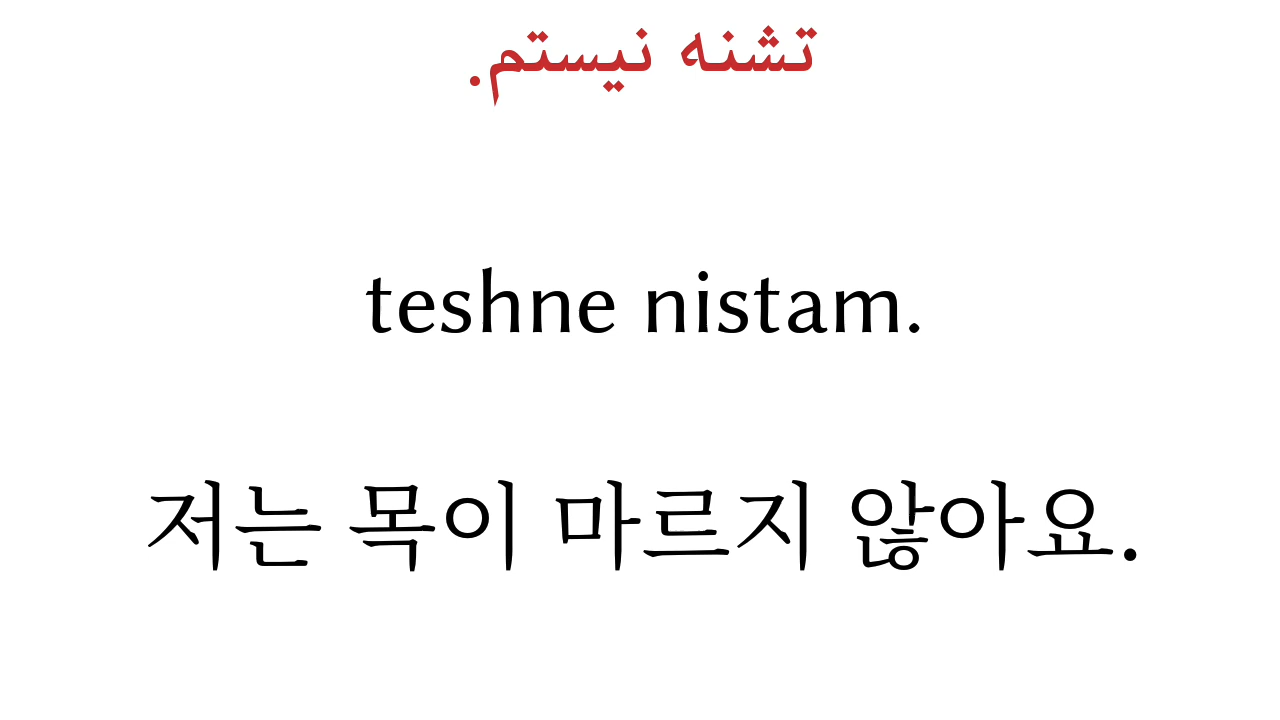 تشنه نیستم.
teshne nistam.
저는 목이 마르지 않아요.